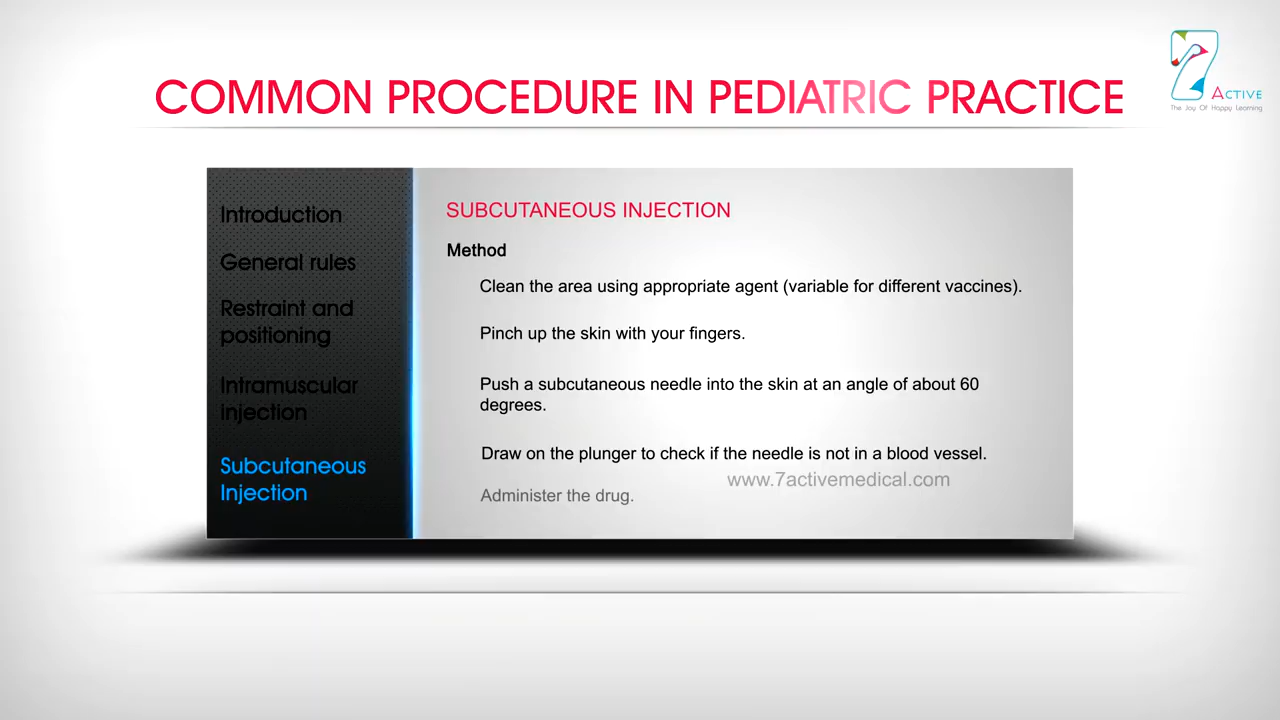 COMMON PROCEDURE IN PEDIATRIC PRACTICE
7 ACTIVE
The Joy Of Happy Learning
Introduction
General rules
Restraint and
positioning
Intramuscular
injection
Subcutaneous
Injection
SUBCUTANEOUS INJECTION
Method
Clean the area using appropriate agent (variable for different vaccines).
Pinch up the skin with your fingers.
Push a subcutaneous needle into the skin at an angle of about 60
degrees.
Draw on the plunger to check if the needle is not in a blood vessel.
www.7activemedical.com
Administer the drug.